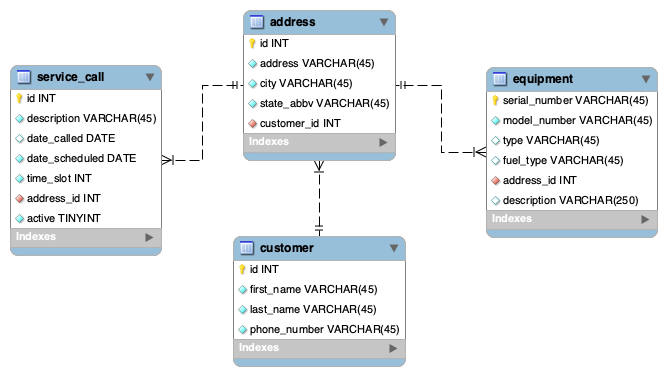 address
id INT
address VARCHAR(45)
city VARCHAR(45)
state_abbv VARCHAR(45)
customer_id INT
Indexes
service_call
id INT
description VARCHAR(45)
date_called DATE
date_scheduled DATE
time_slot INT
address_id INT
active TINYINT
Indexes
equipment
serial_number VARCHAR(45)
model_number VARCHAR(45)
type VARCHAR(45)
fuel_type VARCHAR(45)
address_id INT
description VARCHAR(250)
Indexes
customer
id INT
first_name VARCHAR(45)
last_name VARCHAR(45)
phone_number VARCHAR(45)
Indexes